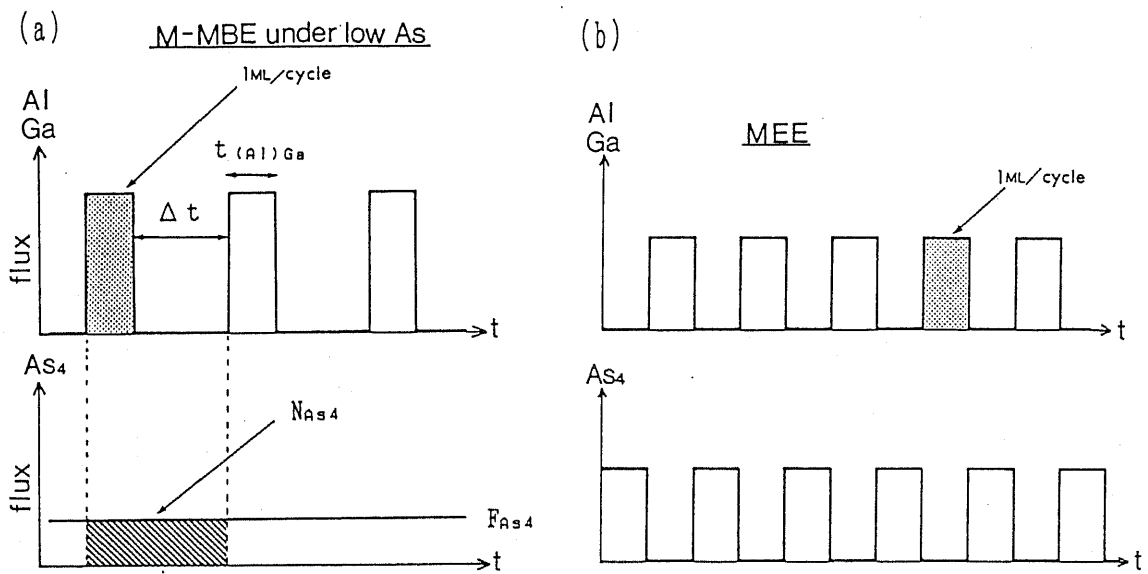 (a)
M-MBE under low As
1ML/cycle
Al
Ga
t(Al)Ga
Δt
flux
t
As4
NAs4
flux
FAs4
t
(b)
MEE
Al
Ga
1ML/cycle
t
As4
t